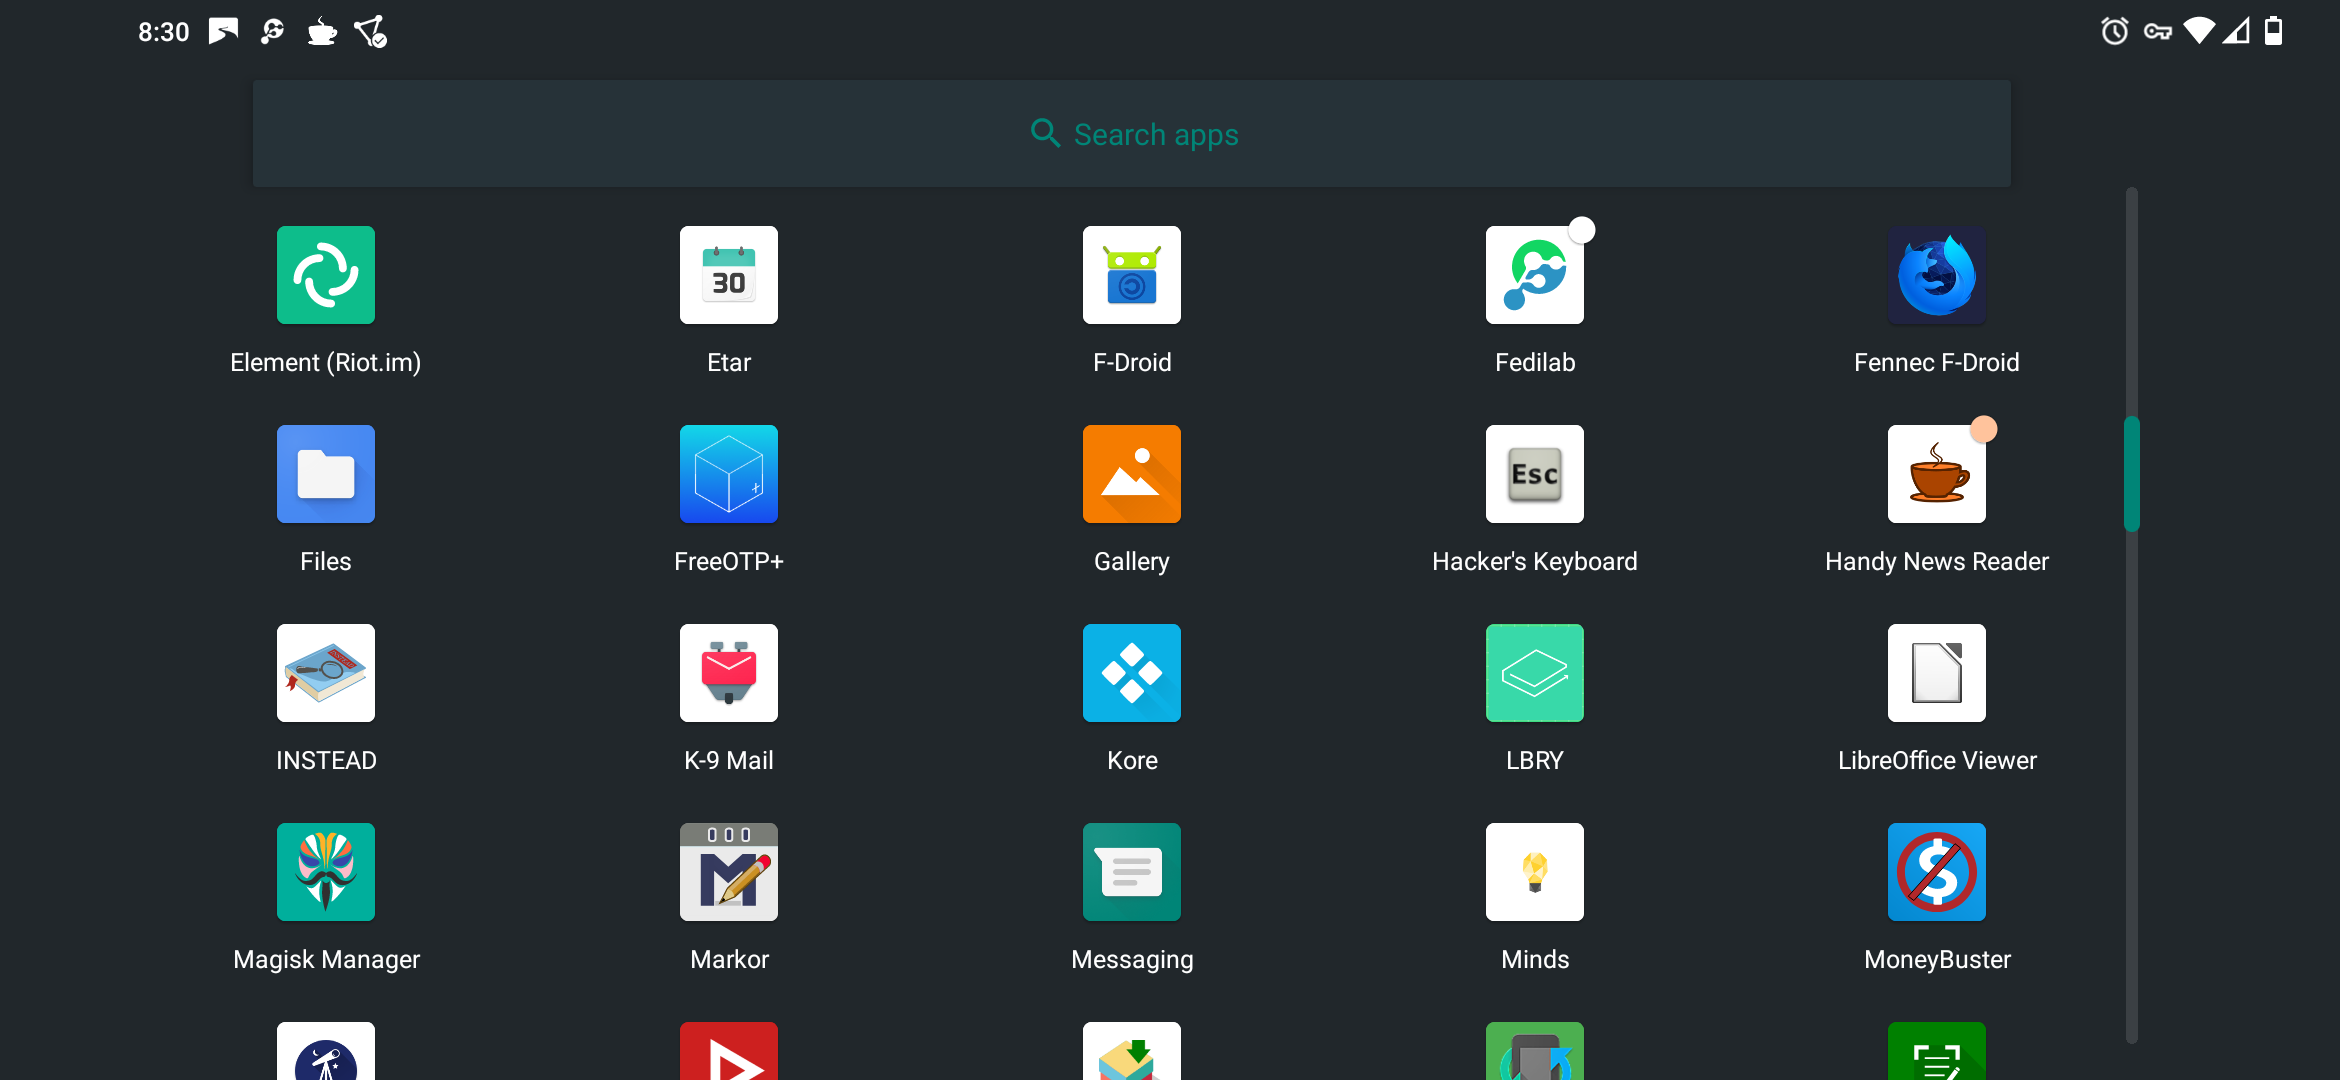 8:30
Search apps
30
Element (Riot.im)
Etar
F-Droid
Fedilab
Fennec F-Droid
Esc
Files
FreeOTP+
Gallery
Hacker's Keyboard
Handy News Reader
INSTEAD
K-9 Mail
Kore
LBRY
LibreOffice Viewer
M
Magisk Manager
Markor
Messaging
Minds
MoneyBuster